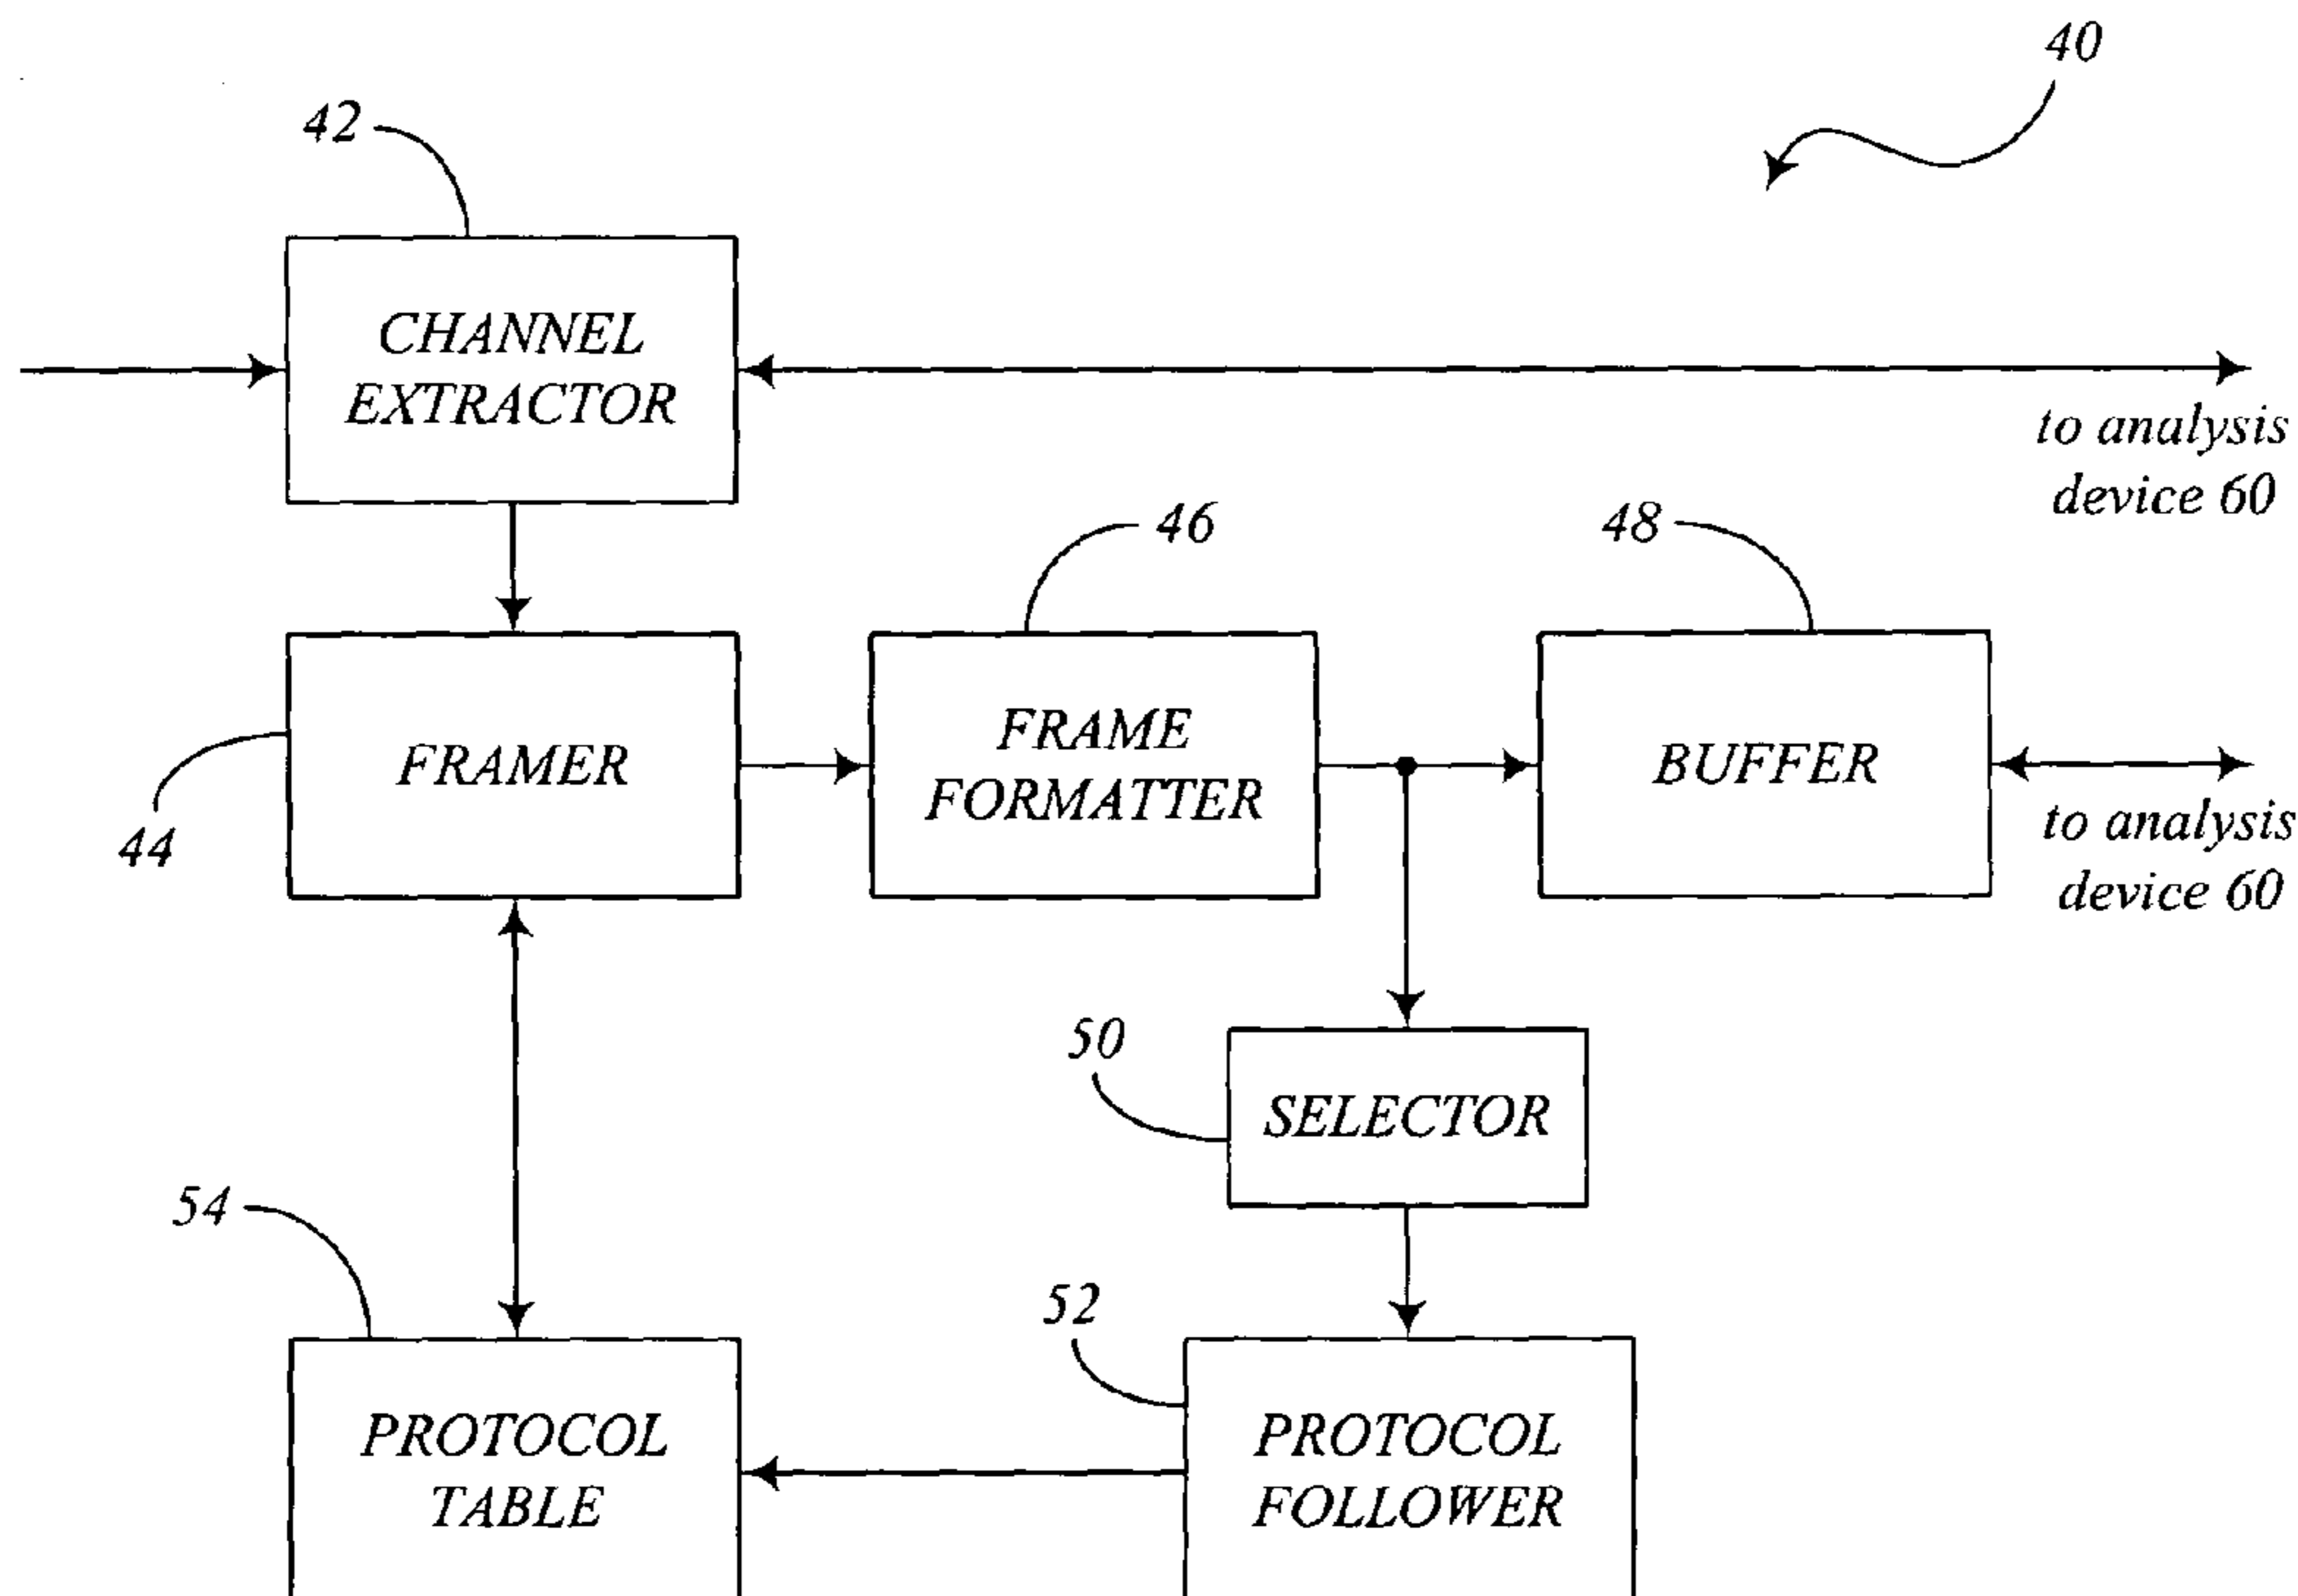 40
42
CHANNEL
EXTRACTOR
to analysis
device 60
46
48
FRAMER
FRAME
FORMATTER
BUFFER
44
to analysis
device 60
50
SELECTOR
54
52
PROTOCOL
TABLE
PROTOCOL
FOLLOWER